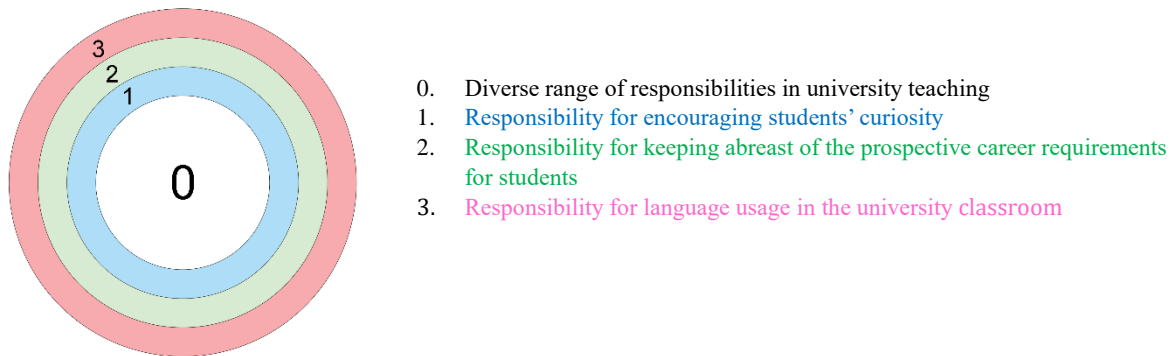 3
2
1
0
0. Diverse range of responsibilities in university teaching
1. Responsibility for encouraging students’ curiosity
2. Responsibility for keeping abreast of the prospective career requirements
for students
3. Responsibility for language usage in the university classroom